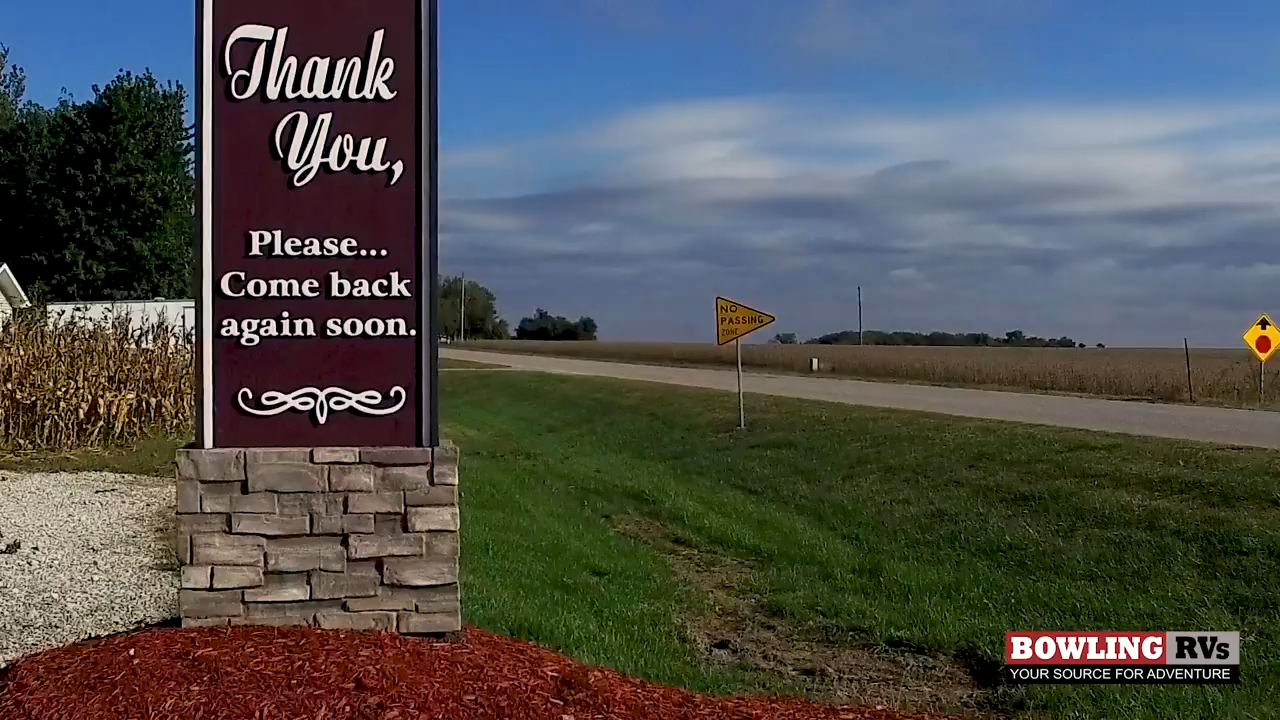 Thank
You,
Please...
Come back
again soon.
NO
PASSING
ZONE
BOWLING RVs
YOUR SOURCE FOR ADVENTURE